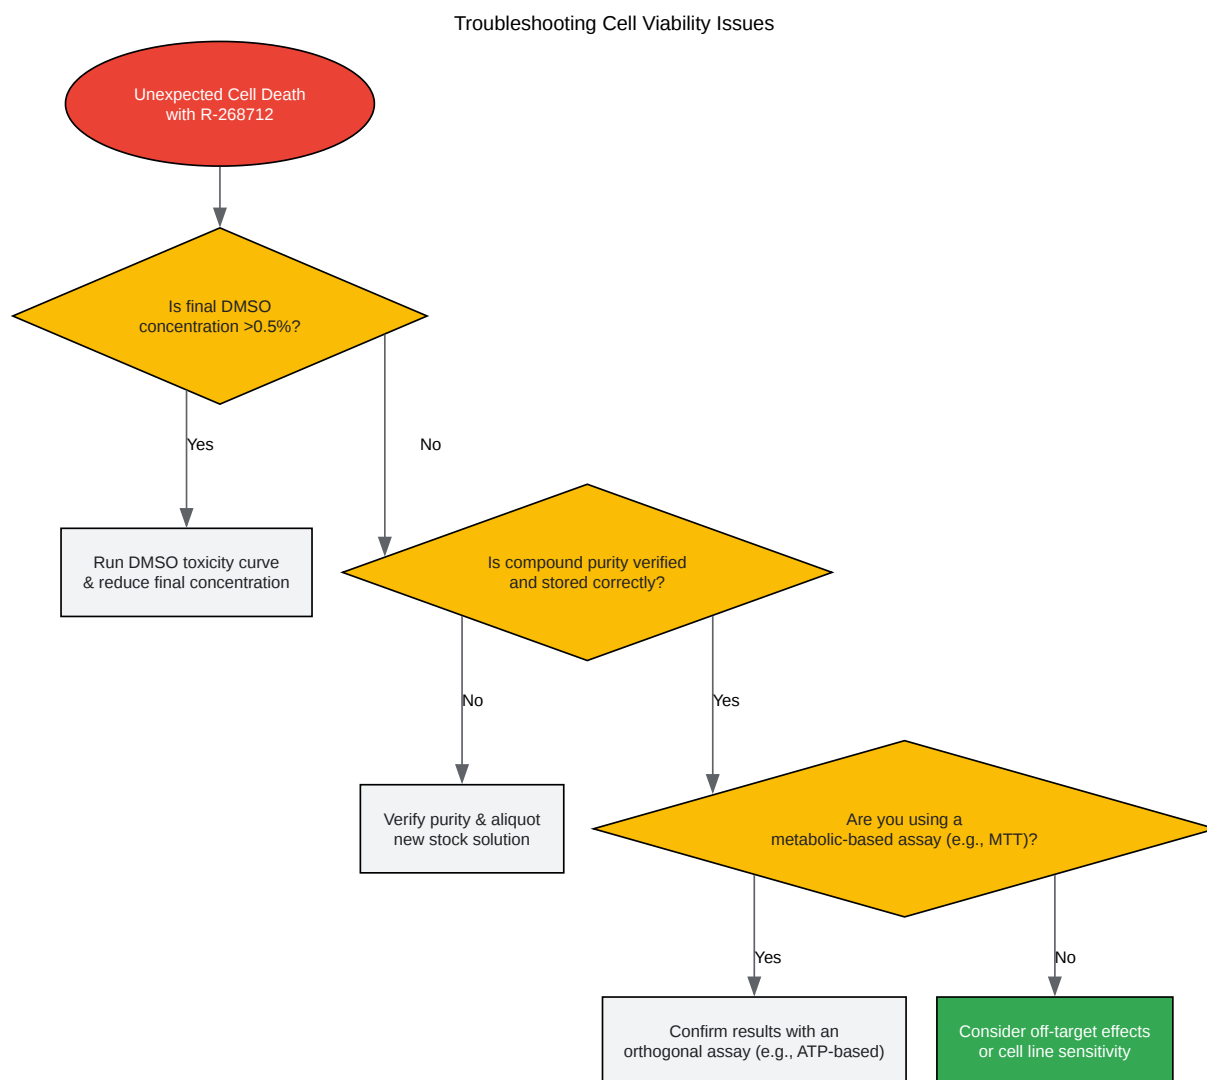 Troubleshooting Cell Viability Issues
Unexpected Cell Death
with R-268712
Is final DMSO
concentration >0.5%?
Yes
No
Run DMSO toxicity curve
& reduce final concentration
Is compound purity verified
and stored correctly?
No
Yes
Verify purity & aliquot
new stock solution
Are you using a
metabolic-based assay (e.g., MTT)?
Yes
No
Confirm results with an
orthogonal assay (e.g., ATP-based)
Consider off-target effects
or cell line sensitivity